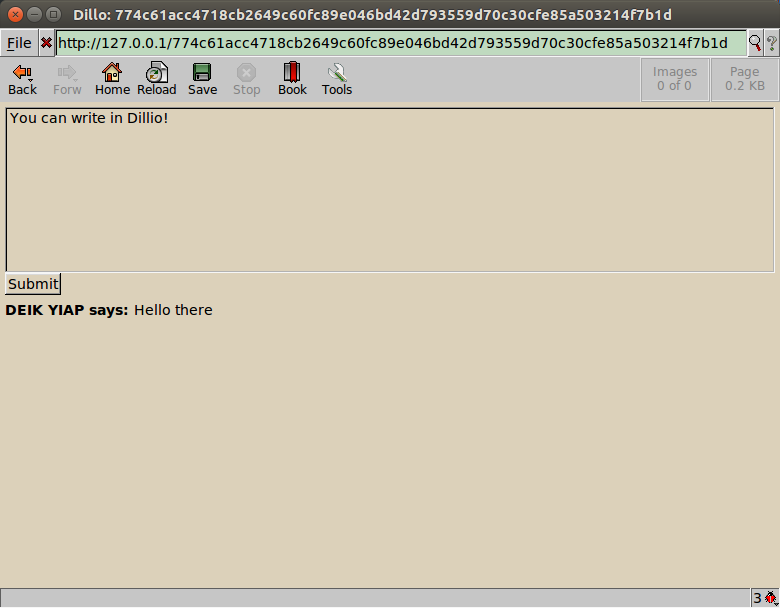 Dillo: 774c61acc4718cb2649c60fc89e046bd42d793559d70c30cfe85a503214f7b1d
File http://127.0.0.1/774c61acc4718cb2649c60fc89e046bd42d793559d70c30cfe85a503214f7b1d ?
Back Forw Home Reload Save Stop Book Tools
Images
0 of 0
Page
0.2 KB
You can write in Dillio!
Submit
DEIK YIAP says: Hello there
3